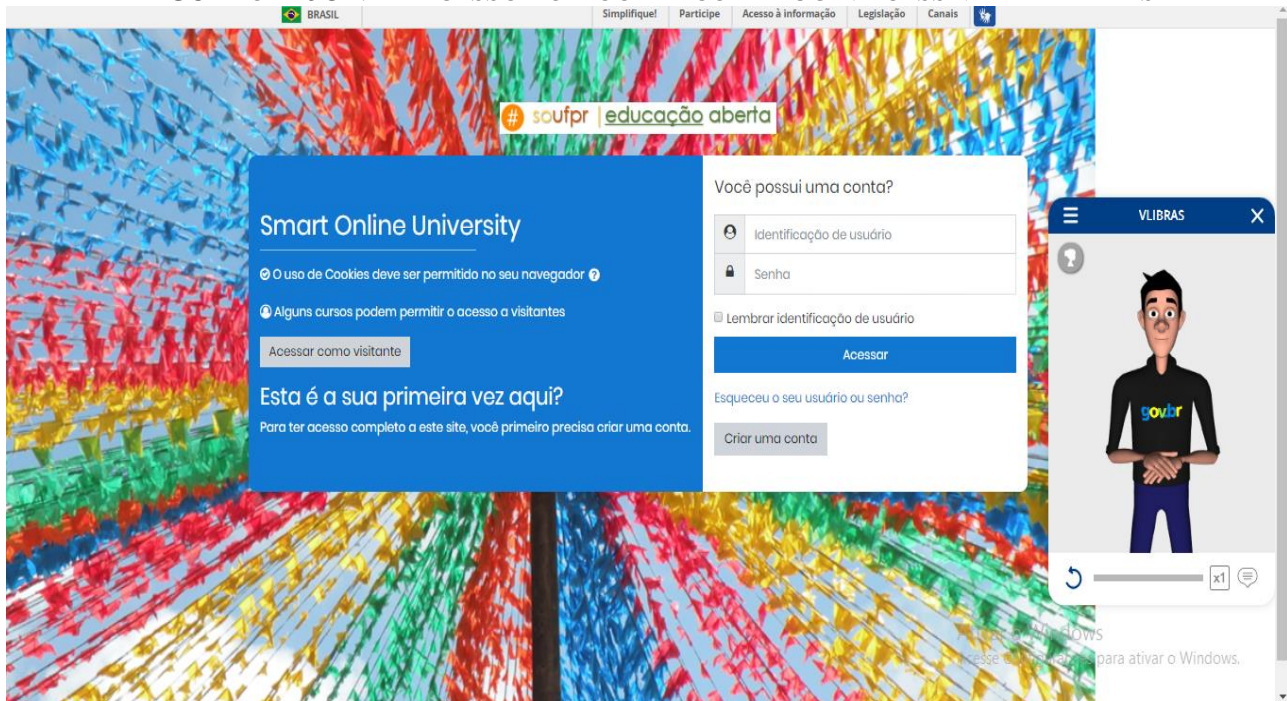 BRASIL Simplifique! Participe Acesso à informação Legislação Canais
# soufpr | educação aberta
Smart Online University
O uso de Cookies deve ser permitido no seu navegador ?
Alguns cursos podem permitir o acesso a visitantes
Acessar como visitante
Esta é a sua primeira vez aqui?
Para ter acesso completo a este site, você primeiro precisa criar uma conta.
Você possui uma conta?
Identificação de usuário
Senha
Lembrar identificação de usuário
Acessar
Esqueceu o seu usuário ou senha?
Criar uma conta
VLIBRAS X
gov.br
x1
Windows
para ativar o Windows.